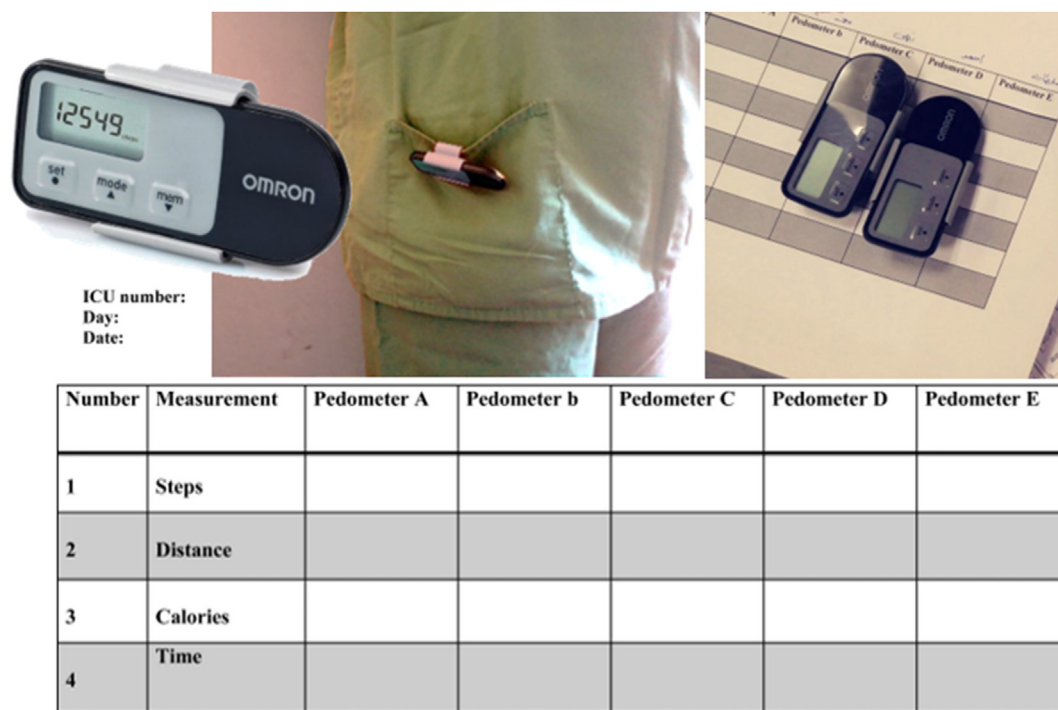 12549
set
mode
mem
OMRON
A
Pedometer b
Pedometer C
Pedometer D
Pedometer E
OMRON
OMRON
ICU number:
Day:
Date:
Number Measurement Pedometer A Pedometer b Pedometer C Pedometer D Pedometer E
1 Steps
2 Distance
3 Calories
Time
4